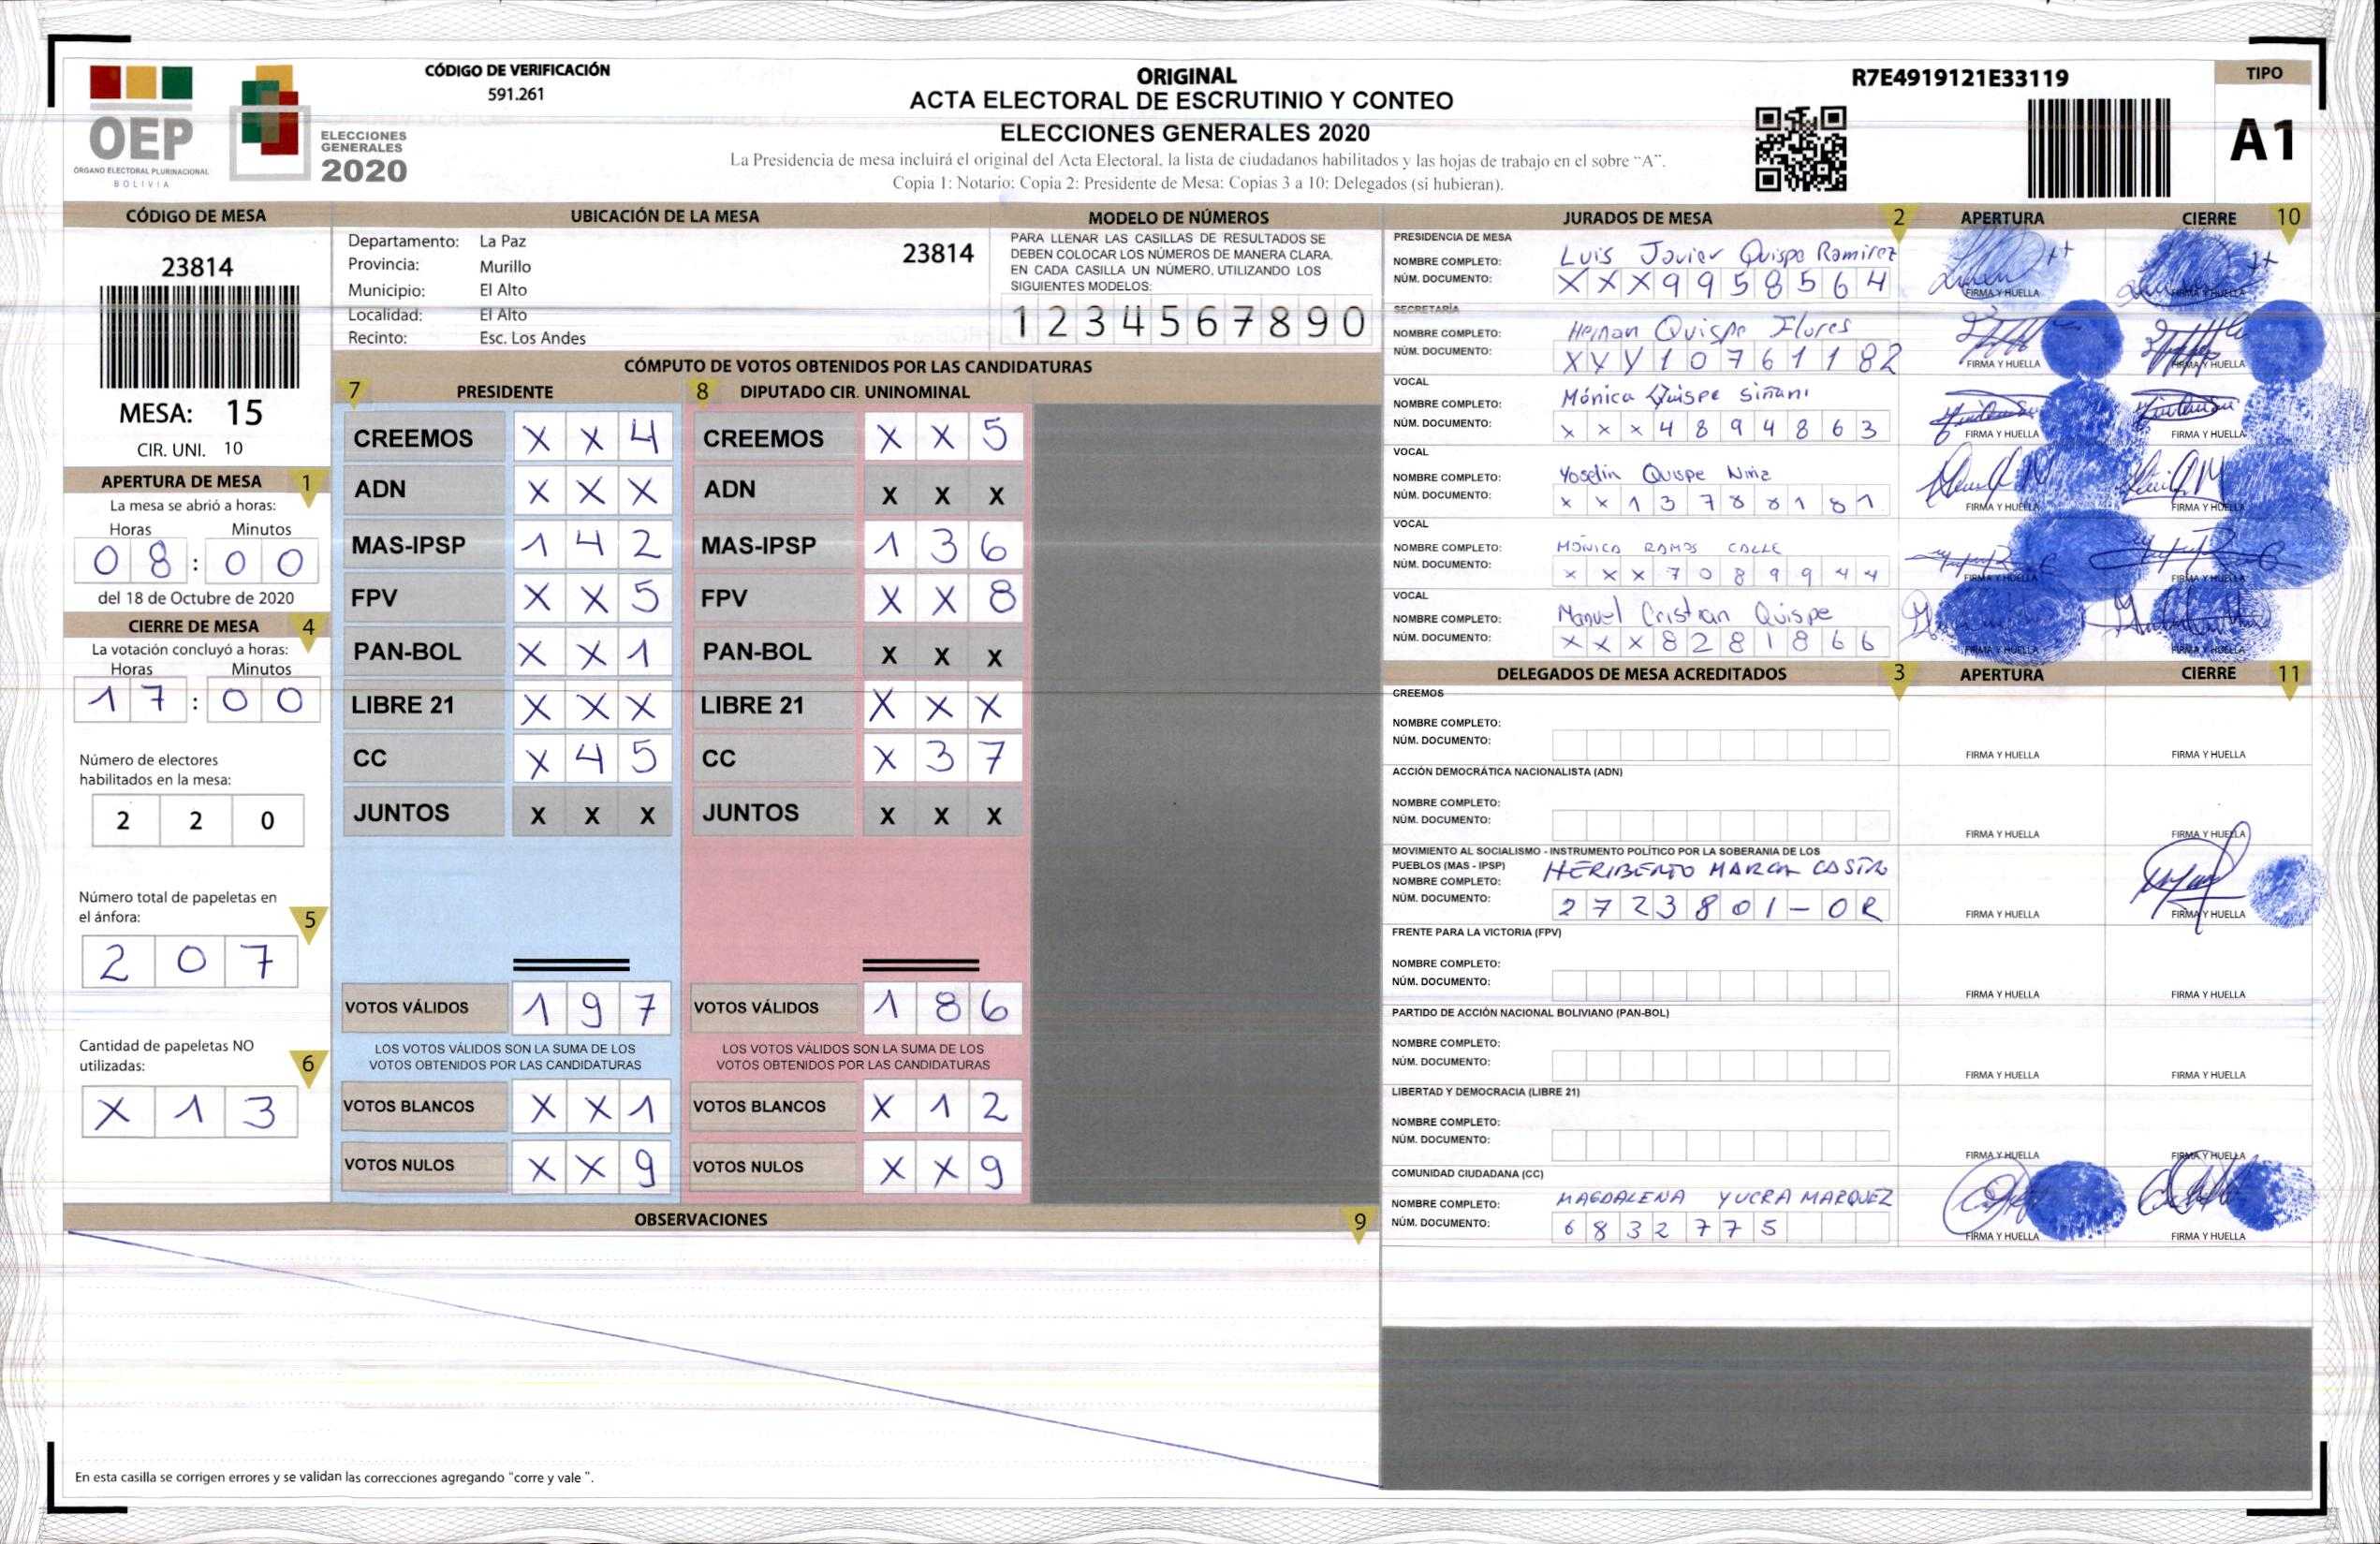 OEP
ÓRGANO ELECTORAL PLURINACIONAL
BOLIVIA
ELECCIONES
GENERALES
2020
CÓDIGO DE VERIFICACIÓN
591.261
ORIGINAL
ACTA ELECTORAL DE ESCRUTINIO Y CONTEO
ELECCIONES GENERALES 2020
La Presidencia de mesa incluirá el original del Acta Electoral, la lista de ciudadanos habilitados y las hojas de trabajo en el sobre "A".
Copia 1: Notario; Copia 2: Presidente de Mesa; Copias 3 a 10: Delegados (si hubieran).
R7E4919121E33119
TIPO
A1
CÓDIGO DE MESA
23814
MESA: 15
CIR. UNI. 10
APERTURA DE MESA 1
La mesa se abrió a horas:
Horas Minutos
0 8 : 0 0
del 18 de Octubre de 2020
CIERRE DE MESA 4
La votación concluyó a horas:
Horas Minutos
1 7 : 0 0
Número de electores
habilitados en la mesa:
2 2 0
Número total de papeletas en
el ánfora: 5
2 0 7
Cantidad de papeletas NO
utilizadas: 6
X 1 3
UBICACIÓN DE LA MESA
Departamento: La Paz 23814
Provincia: Murillo
Municipio: El Alto
Localidad: El Alto
Recinto: Esc. Los Andes
MODELO DE NÚMEROS
PARA LLENAR LAS CASILLAS DE RESULTADOS SE
DEBEN COLOCAR LOS NÚMEROS DE MANERA CLARA.
EN CADA CASILLA UN NÚMERO, UTILIZANDO LOS
SIGUIENTES MODELOS:
1 2 3 4 5 6 7 8 9 0
CÓMPUTO DE VOTOS OBTENIDOS POR LAS CANDIDATURAS
7 PRESIDENTE 8 DIPUTADO CIR. UNINOMINAL
CREEMOS X X 4 CREEMOS X X 5
ADN X X X ADN X X X
MAS-IPSP 1 4 2 MAS-IPSP 1 3 6
FPV X X 5 FPV X X 8
PAN-BOL X X 1 PAN-BOL X X X
LIBRE 21 X X X LIBRE 21 X X X
CC X 4 5 CC X 3 7
JUNTOS X X X JUNTOS X X X
VOTOS VÁLIDOS 1 9 7 VOTOS VÁLIDOS 1 8 6
LOS VOTOS VÁLIDOS SON LA SUMA DE LOS LOS VOTOS VÁLIDOS SON LA SUMA DE LOS
VOTOS OBTENIDOS POR LAS CANDIDATURAS VOTOS OBTENIDOS POR LAS CANDIDATURAS
VOTOS BLANCOS X X 1 VOTOS BLANCOS X 1 2
VOTOS NULOS X X 9 VOTOS NULOS X X 9
OBSERVACIONES 9
En esta casilla se corrigen errores y se validan las correcciones agregando "corre y vale ".
JURADOS DE MESA 2 APERTURA CIERRE 10
PRESIDENCIA DE MESA
NOMBRE COMPLETO: Luis Javier Quispe Ramirez
NÚM. DOCUMENTO: X X X 9 9 5 8 5 6 4
FIRMA Y HUELLA FIRMA Y HUELLA
SECRETARÍA
NOMBRE COMPLETO: Hernan Quispe Flores
NÚM. DOCUMENTO: X X Y 1 0 7 6 1 1 8 2
FIRMA Y HUELLA FIRMA Y HUELLA
VOCAL
NOMBRE COMPLETO: Mónica Quispe Siñani
NÚM. DOCUMENTO: X X X 4 8 9 4 8 6 3
FIRMA Y HUELLA FIRMA Y HUELLA
VOCAL
NOMBRE COMPLETO: Yoselin Quispe Nina
NÚM. DOCUMENTO: X X 1 3 7 8 8 1 8 1
FIRMA Y HUELLA FIRMA Y HUELLA
VOCAL
NOMBRE COMPLETO: MÓNICA RAMOS CALLE
NÚM. DOCUMENTO: X X X 7 0 8 9 9 4 4
FIRMA Y HUELLA FIRMA Y HUELLA
VOCAL
NOMBRE COMPLETO: Manuel Cristian Quispe
NÚM. DOCUMENTO: X X X 8 2 8 1 8 6 6
FIRMA Y HUELLA FIRMA Y HUELLA
DELEGADOS DE MESA ACREDITADOS 3 APERTURA CIERRE 11
CREEMOS
NOMBRE COMPLETO:
NÚM. DOCUMENTO:
FIRMA Y HUELLA FIRMA Y HUELLA
ACCIÓN DEMOCRÁTICA NACIONALISTA (ADN)
NOMBRE COMPLETO:
NÚM. DOCUMENTO:
FIRMA Y HUELLA FIRMA Y HUELLA
MOVIMIENTO AL SOCIALISMO - INSTRUMENTO POLÍTICO POR LA SOBERANIA DE LOS
PUEBLOS (MAS - IPSP)
NOMBRE COMPLETO: HERIBERTO MARCA CASTRO
NÚM. DOCUMENTO: 2 7 2 3 8 0 1 - O R
FIRMA Y HUELLA FIRMA Y HUELLA
FRENTE PARA LA VICTORIA (FPV)
NOMBRE COMPLETO:
NÚM. DOCUMENTO:
FIRMA Y HUELLA FIRMA Y HUELLA
PARTIDO DE ACCIÓN NACIONAL BOLIVIANO (PAN-BOL)
NOMBRE COMPLETO:
NÚM. DOCUMENTO:
FIRMA Y HUELLA FIRMA Y HUELLA
LIBERTAD Y DEMOCRACIA (LIBRE 21)
NOMBRE COMPLETO:
NÚM. DOCUMENTO:
FIRMA Y HUELLA FIRMA Y HUELLA
COMUNIDAD CIUDADANA (CC)
NOMBRE COMPLETO: MAGDALENA YUCRA MARQUEZ
NÚM. DOCUMENTO: 6 8 3 2 7 7 5
FIRMA Y HUELLA FIRMA Y HUELLA